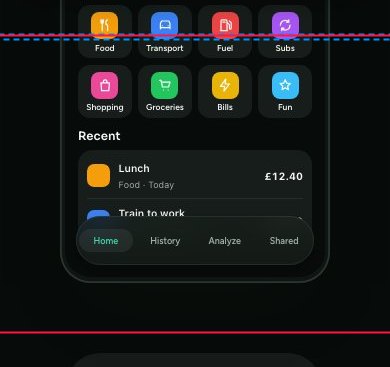 Food Transport Fuel Subs
Shopping Groceries Bills Fun
Recent
Lunch
£12.40
Food · Today
Train to work
Home History Analyze Shared